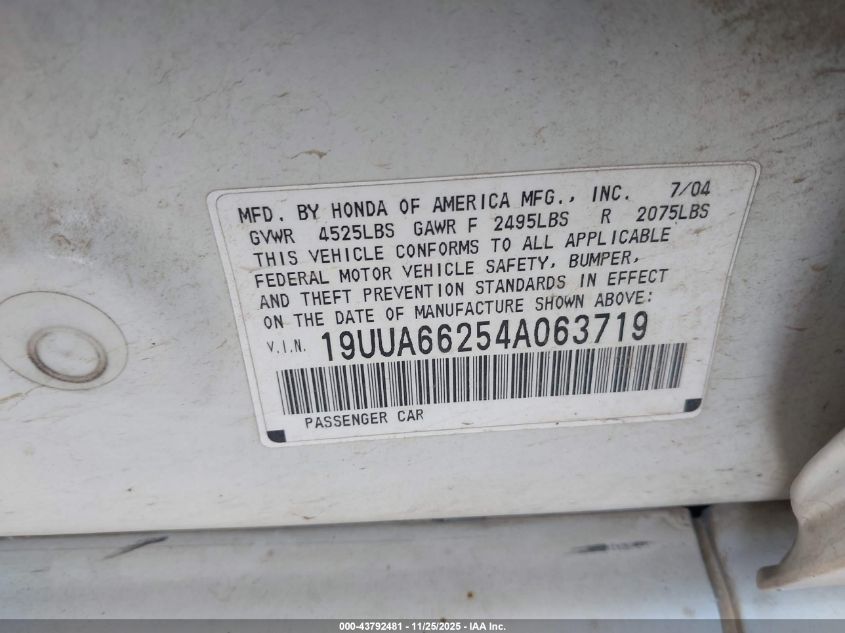 MFD. BY HONDA OF AMERICA MFG., INC. 7/04
GVWR 4525LBS GAWR F 2495LBS R 2075LBS
THIS VEHICLE CONFORMS TO ALL APPLICABLE
FEDERAL MOTOR VEHICLE SAFETY, BUMPER,
AND THEFT PREVENTION STANDARDS IN EFFECT
ON THE DATE OF MANUFACTURE SHOWN ABOVE:
V.I.N. 19UUA66254A063719
PASSENGER CAR
000-43792481 - 11/25/2025 - IAA Inc.